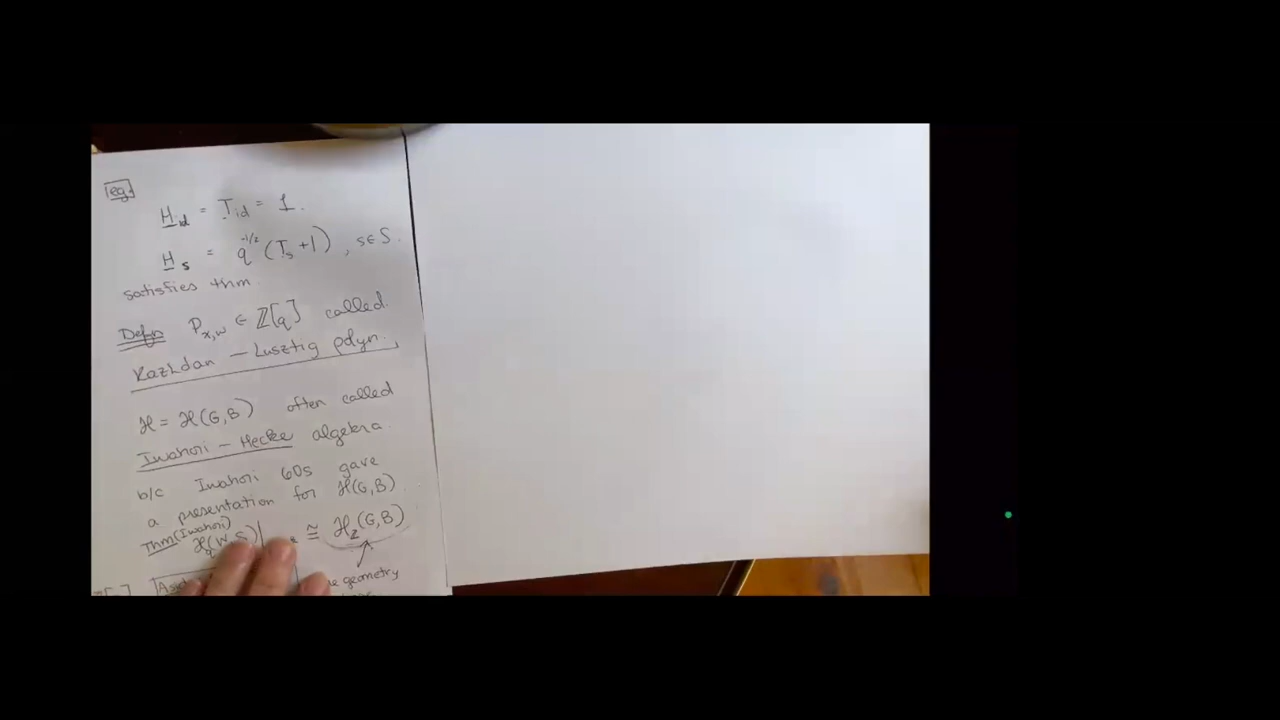 eg.
H_id = T_id = 1.
H_s = q^{-1/2} (T_s + 1), s ∈ S.
satisfies thm.
Defn P_{x,w} ∈ ℤ[q] called
Kazhdan – Lusztig polyn.
ℋ = ℋ(G,B) often called
Iwahori – Hecke algebra.
b/c Iwahori 60s gave
a presentation for ℋ(G,B)
Thm (Iwahori)
≅ ℋ_ℤ(G,B)
geometry